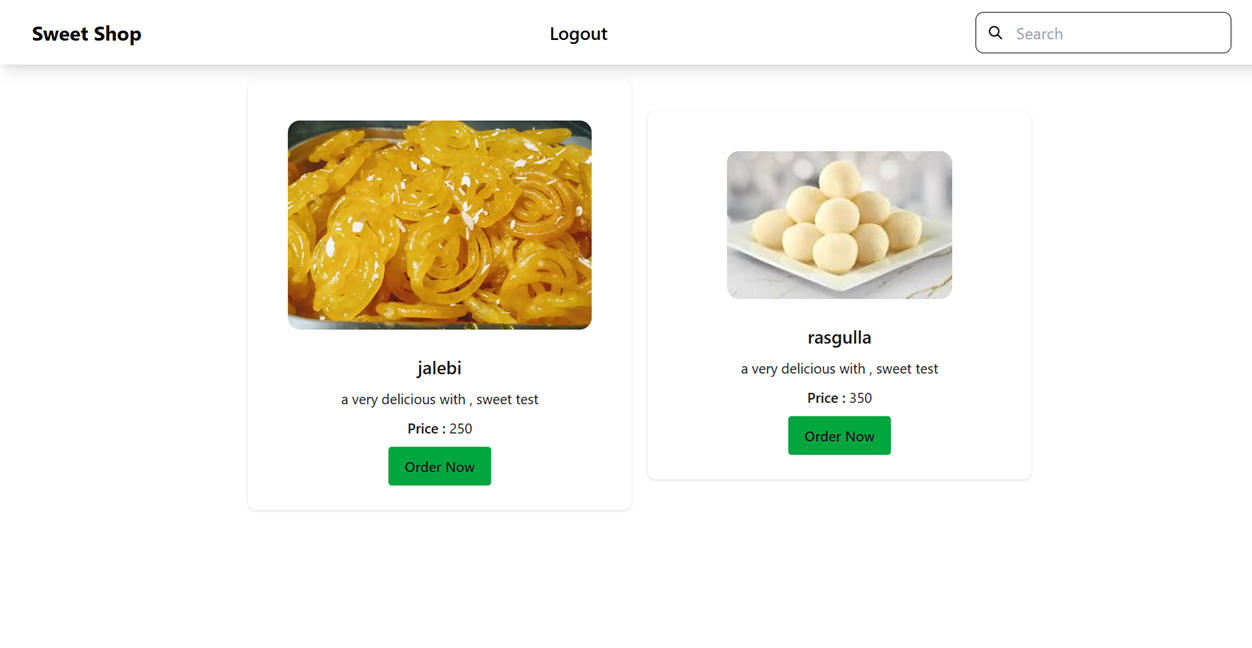 Sweet Shop
Logout
Search
jalebi
a very delicious with , sweet test
Price : 250
Order Now
rasgulla
a very delicious with , sweet test
Price : 350
Order Now